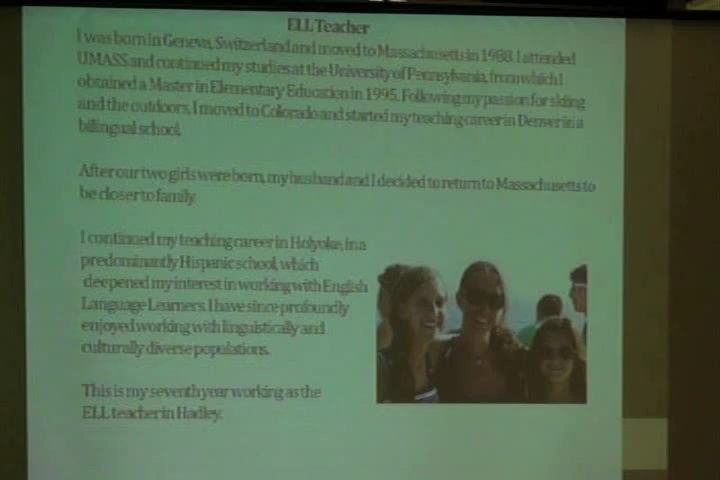 ELL Teacher
I was born in Geneva, Switzerland and moved to Massachusetts in 1988. I attended
UMASS and continued my studies at the University of Pennsylvania, from which I
obtained a Master in Elementary Education in 1995. Following my passion for skiing
and the outdoors, I moved to Colorado and started my teaching career in Denver in a
bilingual school.
After our two girls were born, my husband and I decided to return to Massachusetts to
be closer to family.
I continued my teaching career in Holyoke, in a
predominantly Hispanic school, which
deepened my interest in working with English
Language Learners. I have since profoundly
enjoyed working with linguistically and
culturally diverse populations.
This is my seventh year working as the
ELL teacher in Hadley.